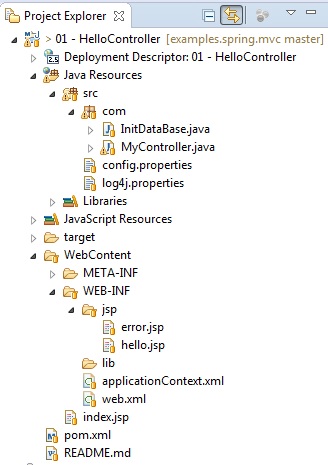 Project Explorer
> 01 - HelloController [examples.spring.mvc master]
Deployment Descriptor: 01 - HelloController
Java Resources
src
com
InitDataBase.java
MyController.java
config.properties
log4j.properties
Libraries
JavaScript Resources
target
WebContent
META-INF
WEB-INF
jsp
error.jsp
hello.jsp
lib
applicationContext.xml
web.xml
index.jsp
pom.xml
README.md